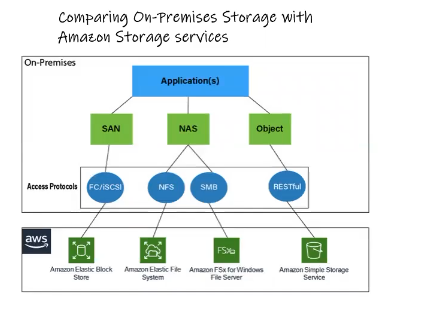 Comparing On-Premises Storage with
Amazon Storage services
On-Premises
Application(s)
SAN
NAS
Object
Access Protocols
FC/iSCSI
NFS
SMB
RESTful
aws
FSx
Amazon Elastic Block
Store
Amazon Elastic File
System
Amazon FSx for Windows
File Server
Amazon Simple Storage
Service